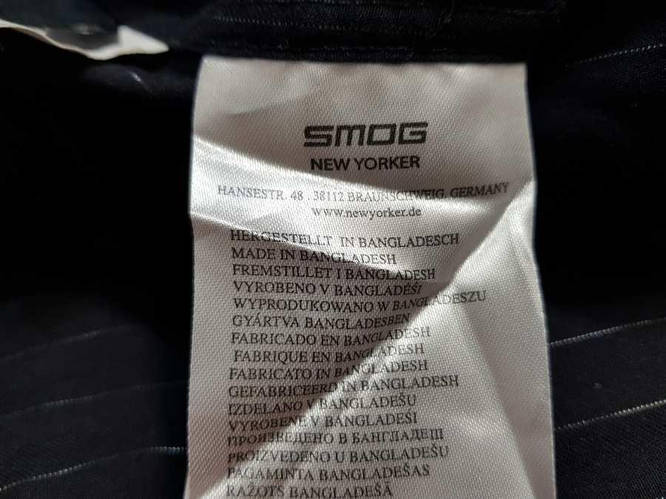 SMOG
NEW YORKER
HANSESTR. 48 . 38112 BRAUNSCHWEIG, GERMANY
www.newyorker.de
HERGESTELLT IN BANGLADESCH
MADE IN BANGLADESH
FREMSTILLET I BANGLADESH
VYROBENO V BANGLADÉŠI
WYPRODUKOWANO W BANGLADESZU
GYÁRTVA BANGLADESBEN
FABRICADO EN BANGLADESH
FABRIQUE EN BANGLADESH
FABRICATO IN BANGLADESH
GEFABRICEERD IN BANGLADESH
IZDELANO V BANGLADEŠU
VYROBENÉ V BANGLADEŠI
ПРОИЗВЕДЕНО В БАНГЛАДЕШ
PROIZVEDENO U BANGLADEŠU
PAGAMINTA BANGLADEŠAS
RAŽOTS BANGLADEŠĀ